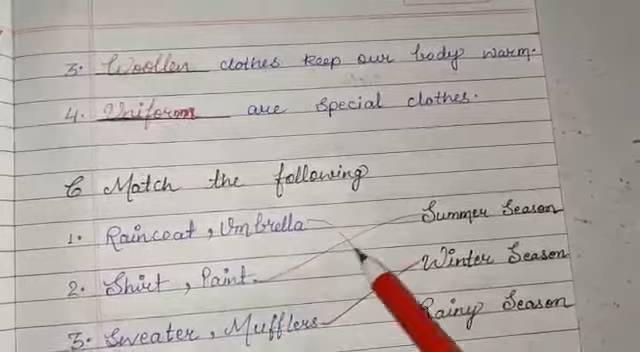 3. Woollen clothes keep our body warm.
4. Uniform are special clothes.
C Match the following
1. Raincoat, Umbrella Summer Season
2. Shirt, Paint Winter Season
3. Sweater, Mufflers Rainy Season